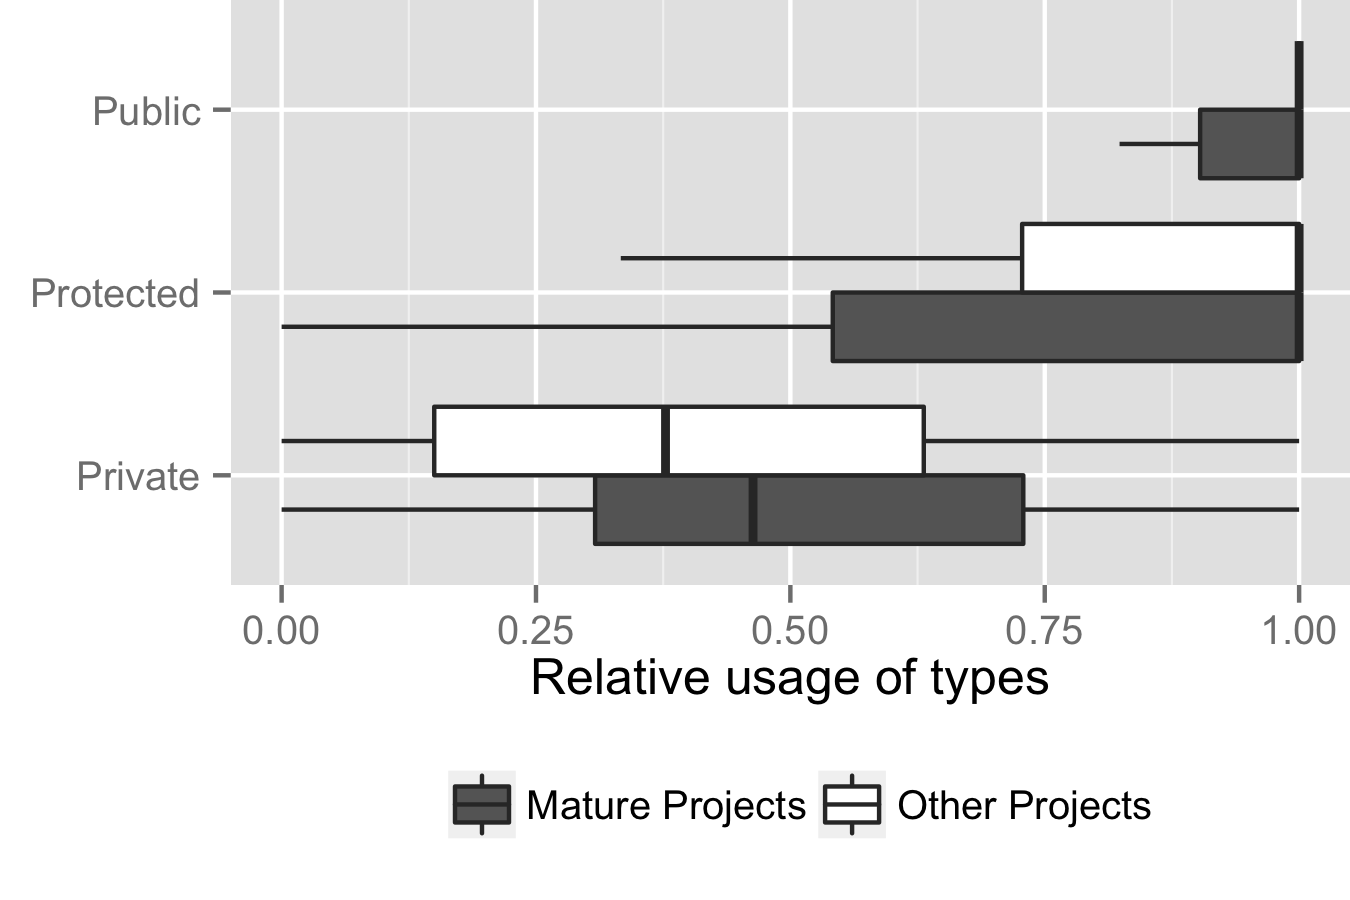 Public
Protected
Private
0.00 0.25 0.50 0.75 1.00
Relative usage of types
Mature Projects Other Projects